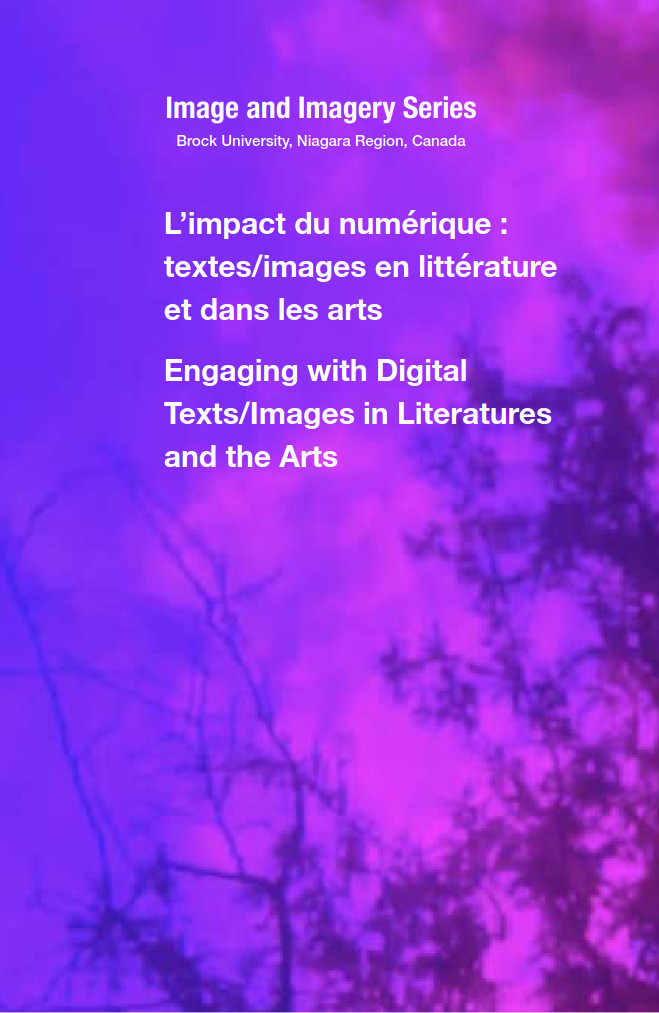 Image and Imagery Series
Brock University, Niagara Region, Canada
L’impact du numérique :
textes/images en littérature
et dans les arts
Engaging with Digital
Texts/Images in Literatures
and the Arts